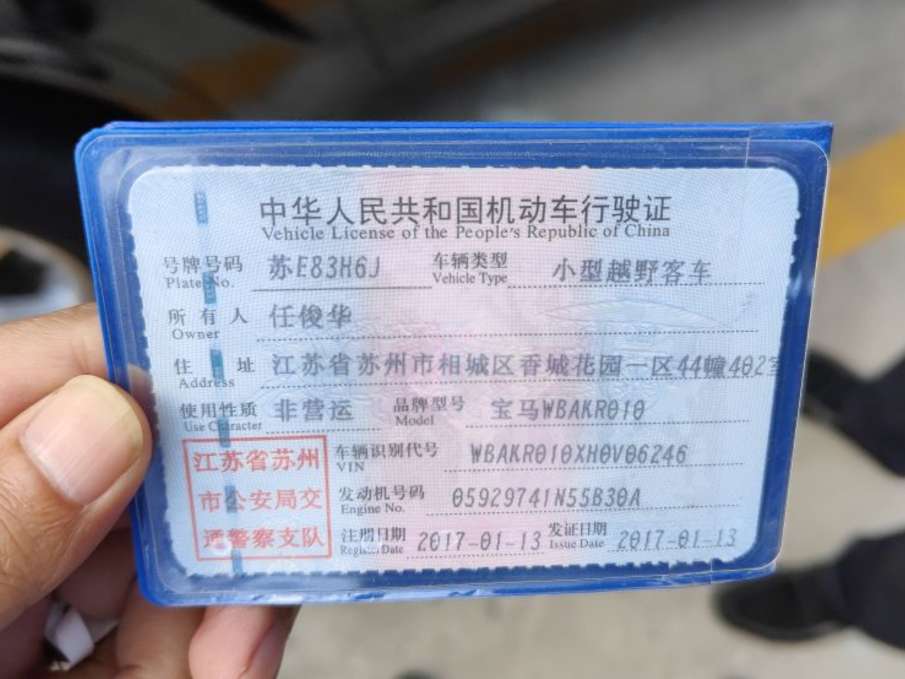 中华人民共和国机动车行驶证
Vehicle License of the People's Republic of China
号牌号码 苏E83H6J 车辆类型 小型越野客车
Plate No. Vehicle Type
所有人 任俊华
Owner
住址 江苏省苏州市相城区香城花园一区44幢402室
Address
使用性质 非营运 品牌型号 宝马WBAKR010
Use Character Model
车辆识别代号 WBAKR010XH0V06246
VIN
发动机号码 05929741N55B30A
Engine No.
注册日期 2017-01-13 发证日期 2017-01-13
Register Date Issue Date
江苏省苏州
市公安局交
通警察支队